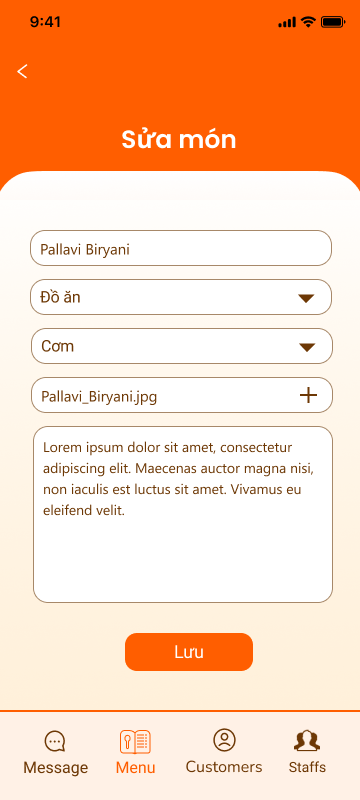 9:41
Sửa món
Pallavi Biryani
Đồ ăn
Cơm
Pallavi_Biryani.jpg
Lorem ipsum dolor sit amet, consectetur
adipiscing elit. Maecenas auctor magna nisi,
non iaculis est luctus sit amet. Vivamus eu
eleifend velit.
Lưu
Message Menu Customers Staffs